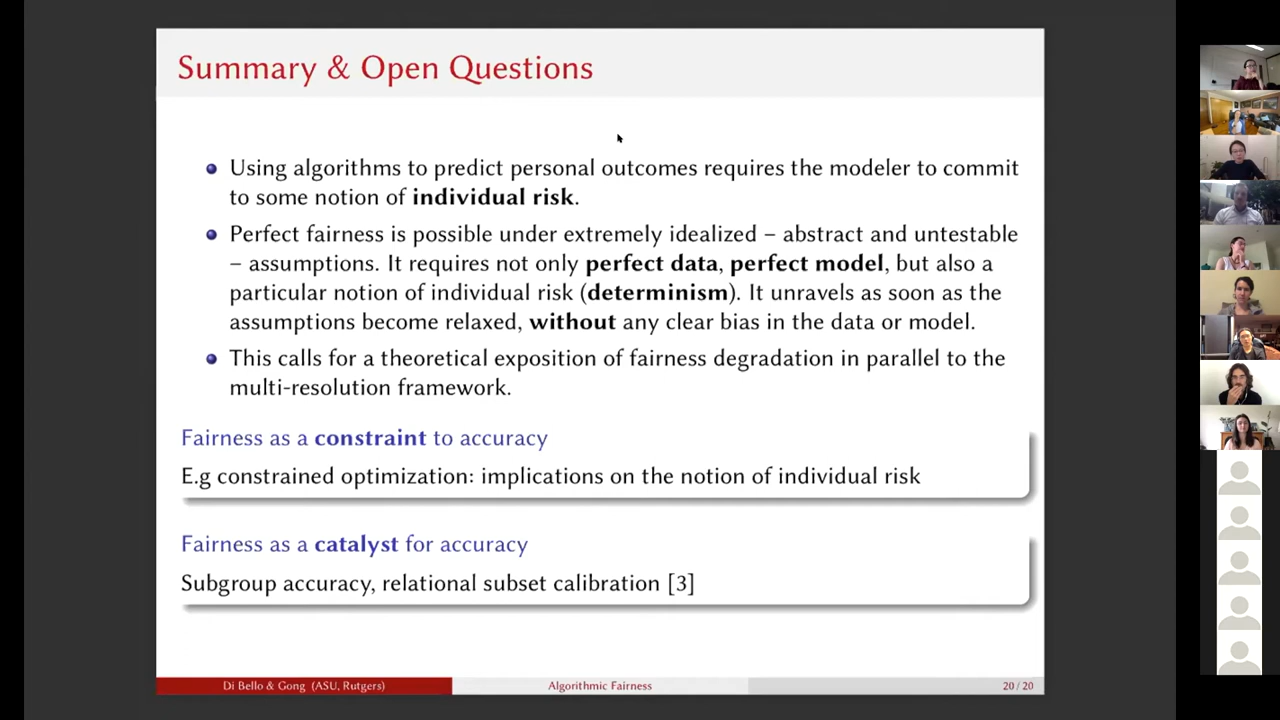 Summary & Open Questions
Using algorithms to predict personal outcomes requires the modeler to commit
to some notion of individual risk.
Perfect fairness is possible under extremely idealized – abstract and untestable
– assumptions. It requires not only perfect data, perfect model, but also a
particular notion of individual risk (determinism). It unravels as soon as the
assumptions become relaxed, without any clear bias in the data or model.
This calls for a theoretical exposition of fairness degradation in parallel to the
multi-resolution framework.
Fairness as a constraint to accuracy
E.g constrained optimization: implications on the notion of individual risk
Fairness as a catalyst for accuracy
Subgroup accuracy, relational subset calibration [3]
Di Bello & Gong (ASU, Rutgers)
Algorithmic Fairness
20 / 20